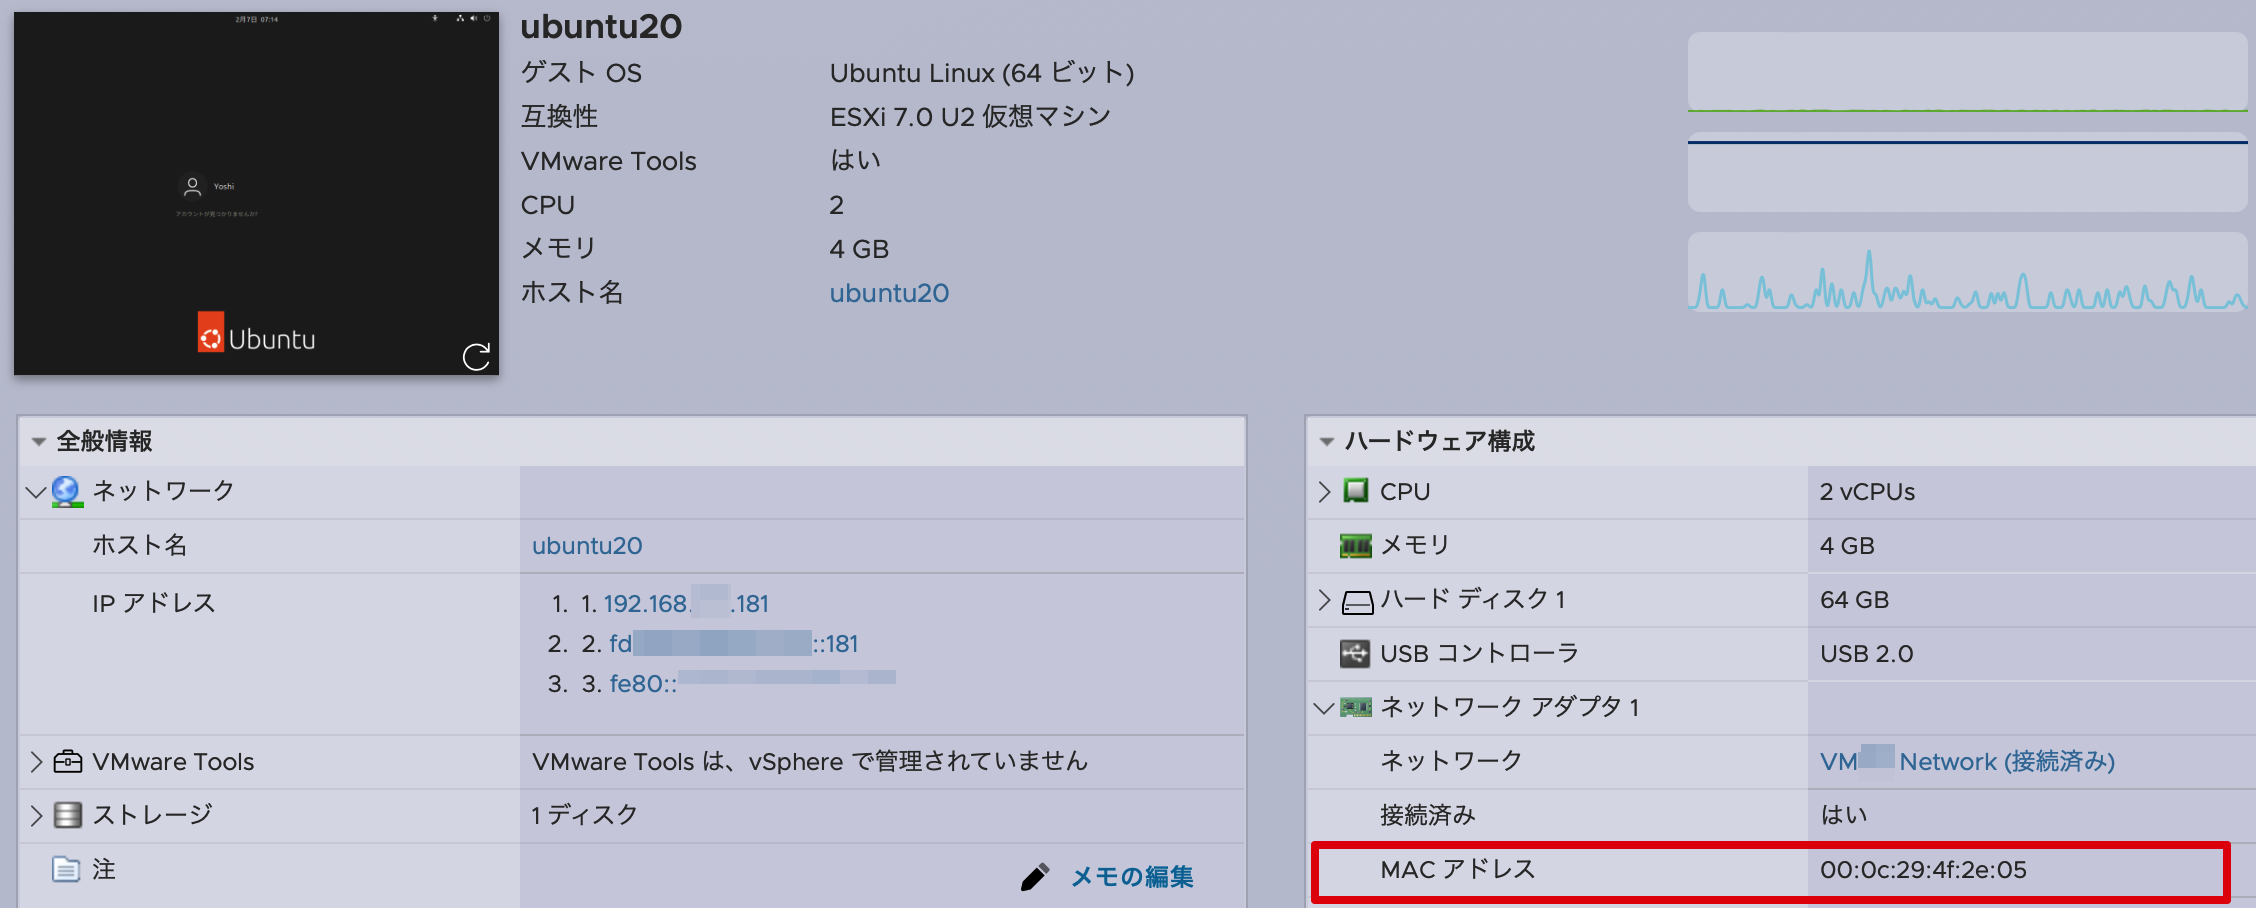 2月7日 07:14
Yoshi
アカウントが見つかりませんか?
Ubuntu
ubuntu20
ゲスト OS Ubuntu Linux (64 ビット)
互換性 ESXi 7.0 U2 仮想マシン
VMware Tools はい
CPU 2
メモリ 4 GB
ホスト名 ubuntu20
全般情報
ネットワーク
ホスト名 ubuntu20
IP アドレス 1. 1. 192.168. .181
2. 2. fd ::181
3. 3. fe80::
VMware Tools VMware Tools は、vSphere で管理されていません
ストレージ 1 ディスク
注 メモの編集
ハードウェア構成
CPU 2 vCPUs
メモリ 4 GB
ハード ディスク 1 64 GB
USB コントローラ USB 2.0
ネットワーク アダプタ 1
ネットワーク VM Network (接続済み)
接続済み はい
MAC アドレス 00:0c:29:4f:2e:05